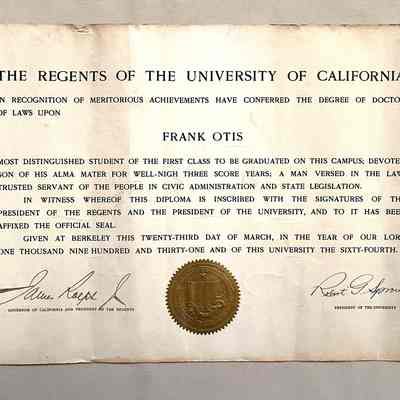 THE REGENTS OF THE UNIVERSITY OF CALIFORNIA
IN RECOGNITION OF MERITORIOUS ACHIEVEMENTS HAVE CONFERRED THE DEGREE OF DOCTO
OF LAWS UPON
FRANK OTIS
MOST DISTINGUISHED STUDENT OF THE FIRST CLASS TO BE GRADUATED ON THIS CAMPUS; DEVOTE
SON OF HIS ALMA MATER FOR WELL-NIGH THREE SCORE YEARS; A MAN VERSED IN THE LAW
TRUSTED SERVANT OF THE PEOPLE IN CIVIC ADMINISTRATION AND STATE LEGISLATION.
IN WITNESS WHEREOF THIS DIPLOMA IS INSCRIBED WITH THE SIGNATURES OF THE
PRESIDENT OF THE REGENTS AND THE PRESIDENT OF THE UNIVERSITY, AND TO IT HAS BEEN
AFFIXED THE OFFICIAL SEAL.
GIVEN AT BERKELEY THIS TWENTY-THIRD DAY OF MARCH, IN THE YEAR OF OUR LORD
ONE THOUSAND NINE HUNDRED AND THIRTY-ONE AND OF THIS UNIVERSITY THE SIXTY-FOURTH.
James Rolph Jr
Robert G. Sprou
GOVERNOR OF CALIFORNIA AND PRESIDENT OF THE REGENTS
PRESIDENT OF THE UNIVERSITY